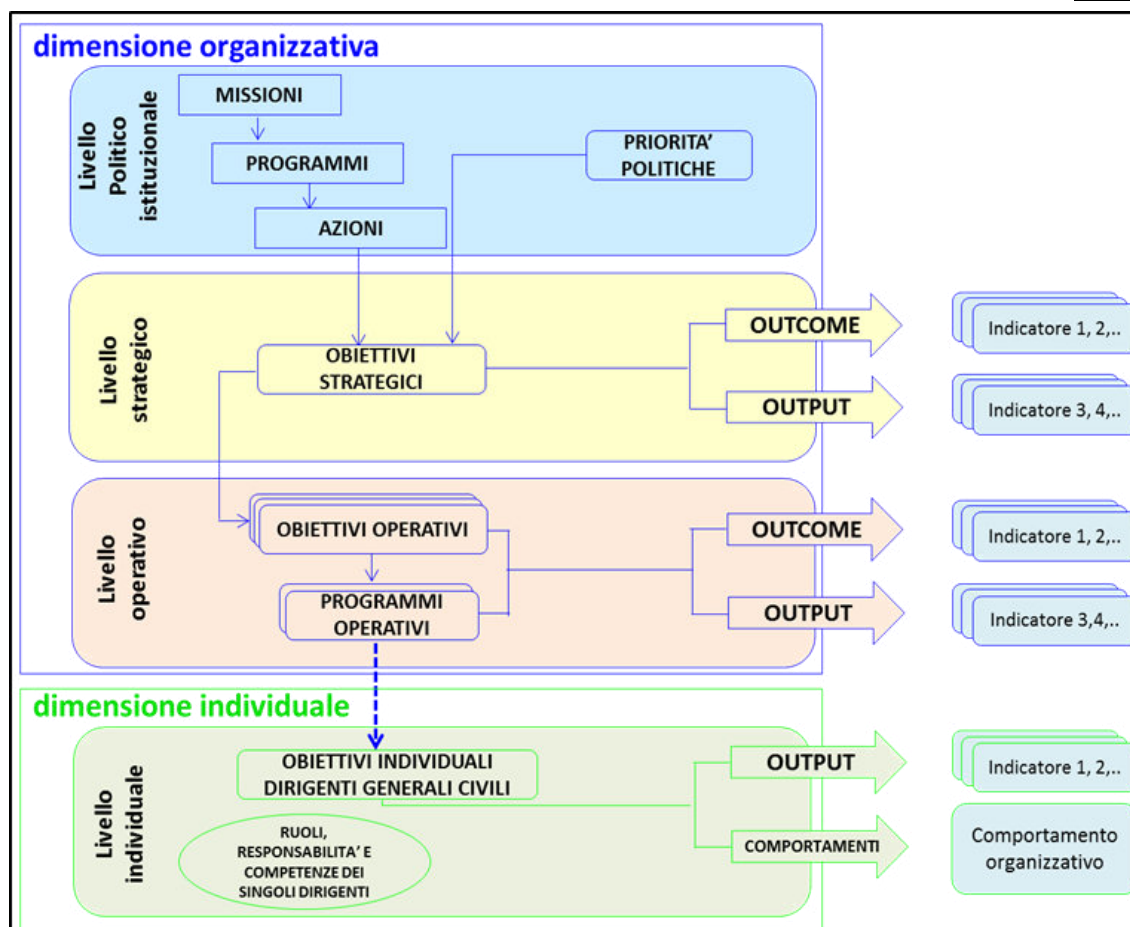 dimensione organizzativa
Livello
Politico
istituzionale
MISSIONI
PROGRAMMI
AZIONI
PRIORITA’
POLITICHE
Livello
strategico
OBIETTIVI
STRATEGICI
OUTCOME
Indicatore 1, 2,..
OUTPUT
Indicatore 3, 4,..
Livello
operativo
OBIETTIVI OPERATIVI
PROGRAMMI
OPERATIVI
OUTCOME
Indicatore 1, 2,..
OUTPUT
Indicatore 3,4,..
dimensione individuale
Livello
individuale
OBIETTIVI INDIVIDUALI
DIRIGENTI GENERALI CIVILI
RUOLI,
RESPONSABILITA’ E
COMPETENZE DEI
SINGOLI DIRIGENTI
OUTPUT
Indicatore 1, 2,..
COMPORTAMENTI
Comportamento
organizzativo